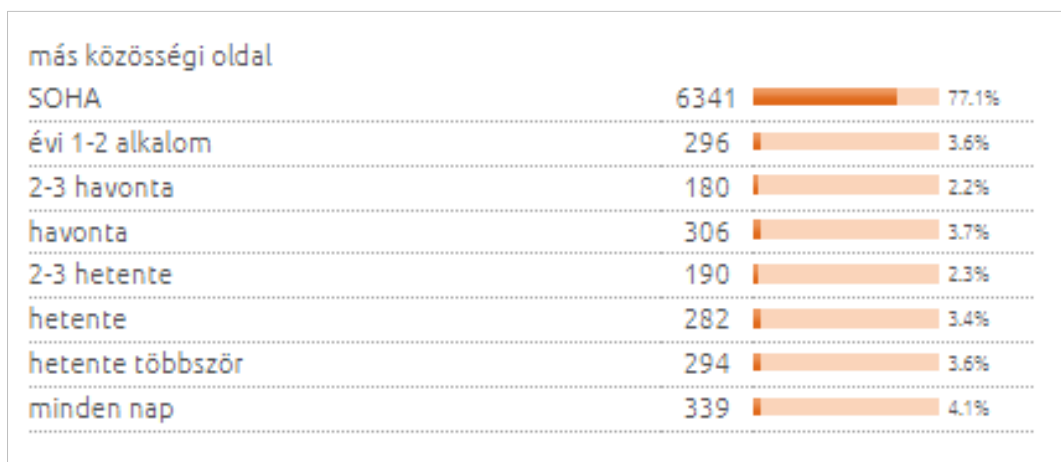 más közösségi oldal
SOHA 6341 77.1%
évi 1-2 alkalom 296 3.6%
2-3 havonta 180 2.2%
havonta 306 3.7%
2-3 hetente 190 2.3%
hetente 282 3.4%
hetente többször 294 3.6%
minden nap 339 4.1%